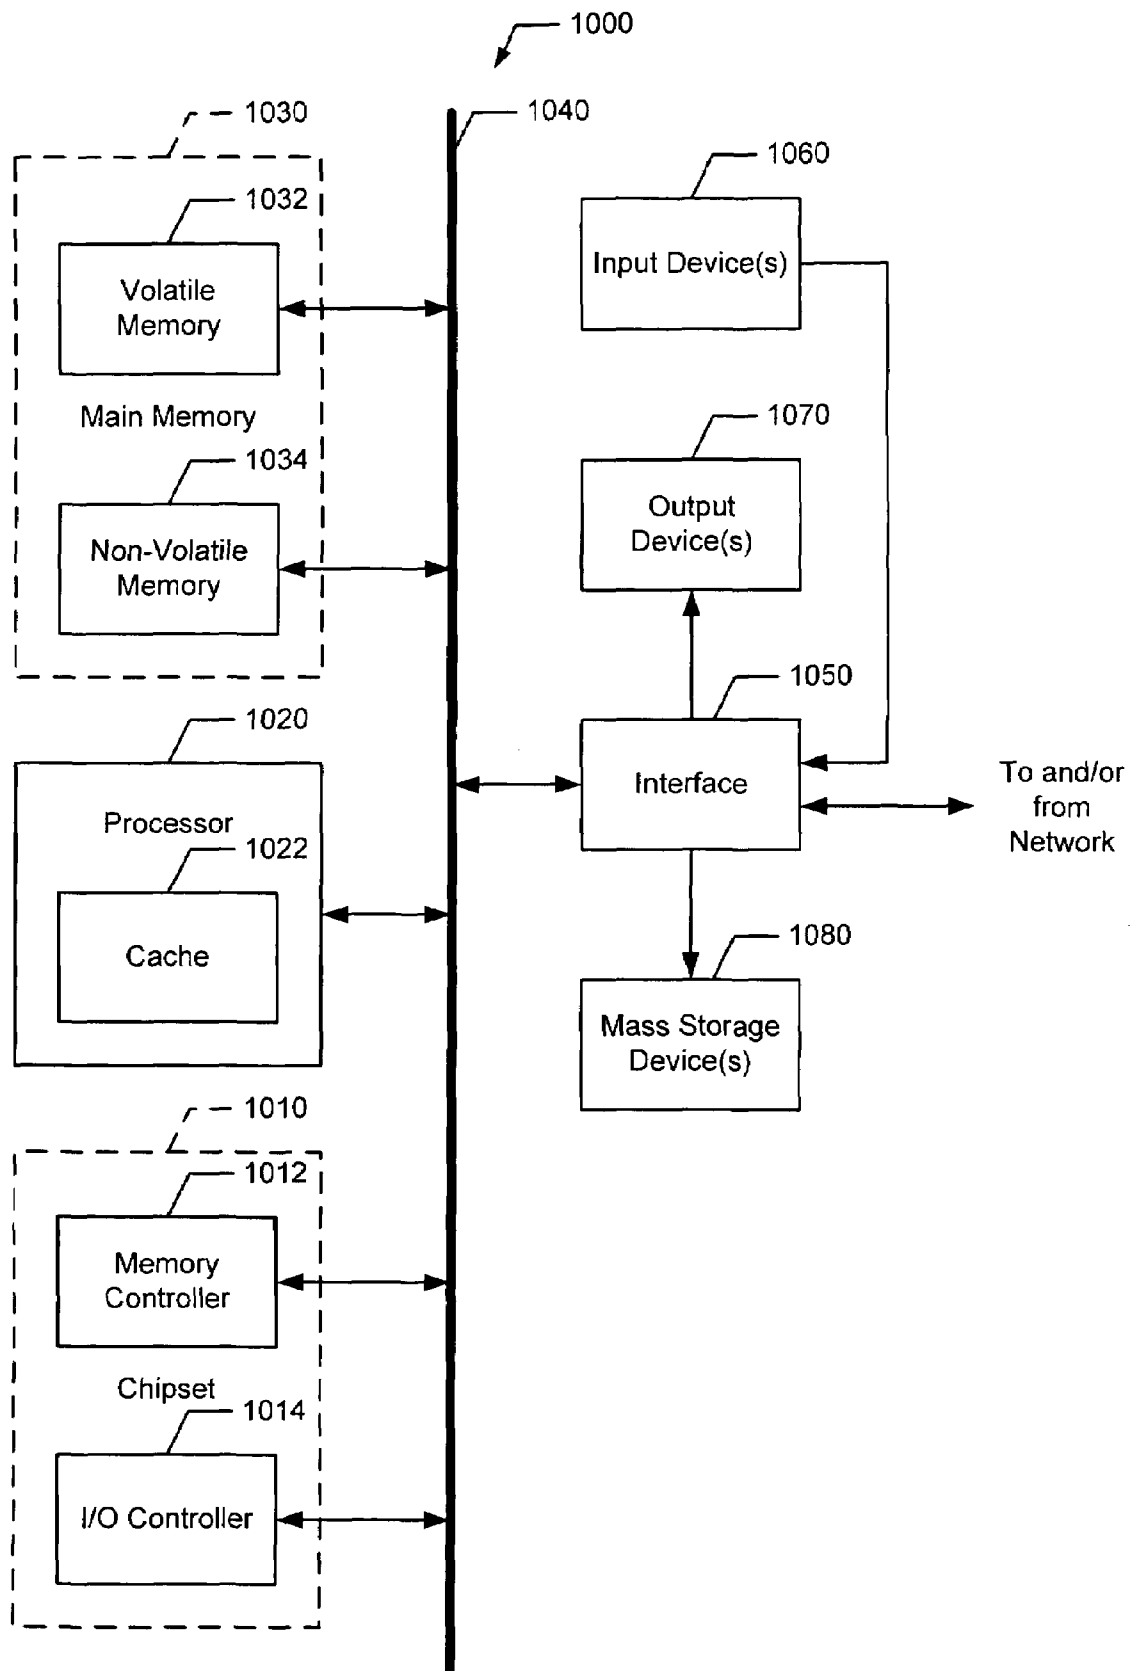 1000
1040
1030
1032
Volatile
Memory
Main Memory
1034
Non-Volatile
Memory
1020
Processor
1022
Cache
1010
1012
Memory
Controller
Chipset
1014
I/O Controller
1060
Input Device(s)
1070
Output
Device(s)
1050
Interface
To and/or
from
Network
1080
Mass Storage
Device(s)